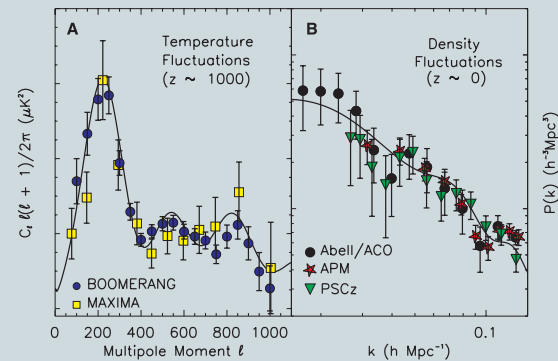 A
Temperature
Fluctuations
(z ~ 1000)
C, ℓ(ℓ + 1)/2π (μK²)
BOOMERANG
MAXIMA
0 200 400 600 800 1000
Multipole Moment ℓ
B
Density
Fluctuations
(z ~ 0)
P(k) (h⁻³Mpc³)
Abell/ACO
APM
PSCz
0.1
k (h Mpc⁻¹)